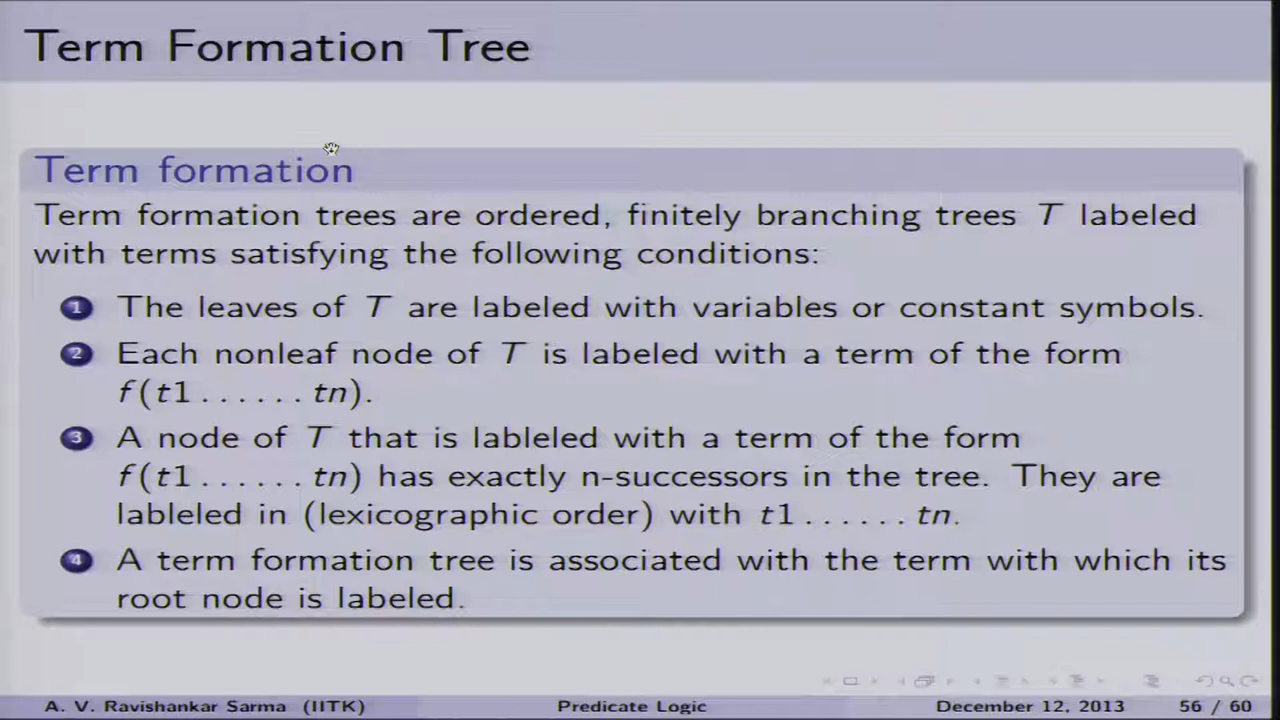 Term Formation Tree
Term formation
Term formation trees are ordered, finitely branching trees T labeled
with terms satisfying the following conditions:
1 The leaves of T are labeled with variables or constant symbols.
2 Each nonleaf node of T is labeled with a term of the form
f(t1......tn).
3 A node of T that is lableled with a term of the form
f(t1......tn) has exactly n-successors in the tree. They are
lableled in (lexicographic order) with t1......tn.
4 A term formation tree is associated with the term with which its
root node is labeled.
A. V. Ravishankar Sarma (IITK) Predicate Logic December 12, 2013 56 / 60